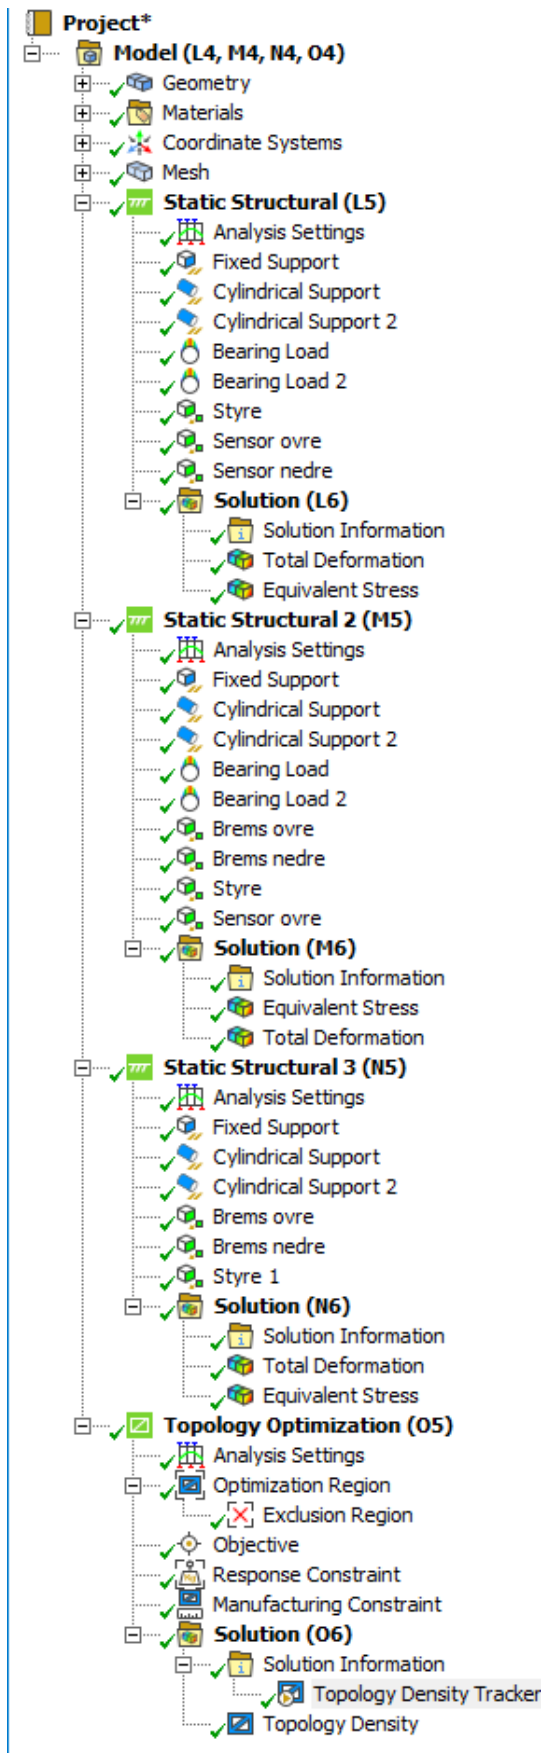 Project*
Model (L4, M4, N4, O4)
Geometry
Materials
Coordinate Systems
Mesh
Static Structural (L5)
Analysis Settings
Fixed Support
Cylindrical Support
Cylindrical Support 2
Bearing Load
Bearing Load 2
Styre
Sensor ovre
Sensor nedre
Solution (L6)
Solution Information
Total Deformation
Equivalent Stress
Static Structural 2 (M5)
Analysis Settings
Fixed Support
Cylindrical Support
Cylindrical Support 2
Bearing Load
Bearing Load 2
Brems ovre
Brems nedre
Styre
Sensor ovre
Solution (M6)
Solution Information
Equivalent Stress
Total Deformation
Static Structural 3 (N5)
Analysis Settings
Fixed Support
Cylindrical Support
Cylindrical Support 2
Brems ovre
Brems nedre
Styre 1
Solution (N6)
Solution Information
Total Deformation
Equivalent Stress
Topology Optimization (O5)
Analysis Settings
Optimization Region
Exclusion Region
Objective
Response Constraint
Manufacturing Constraint
Solution (O6)
Solution Information
Topology Density Tracker
Topology Density